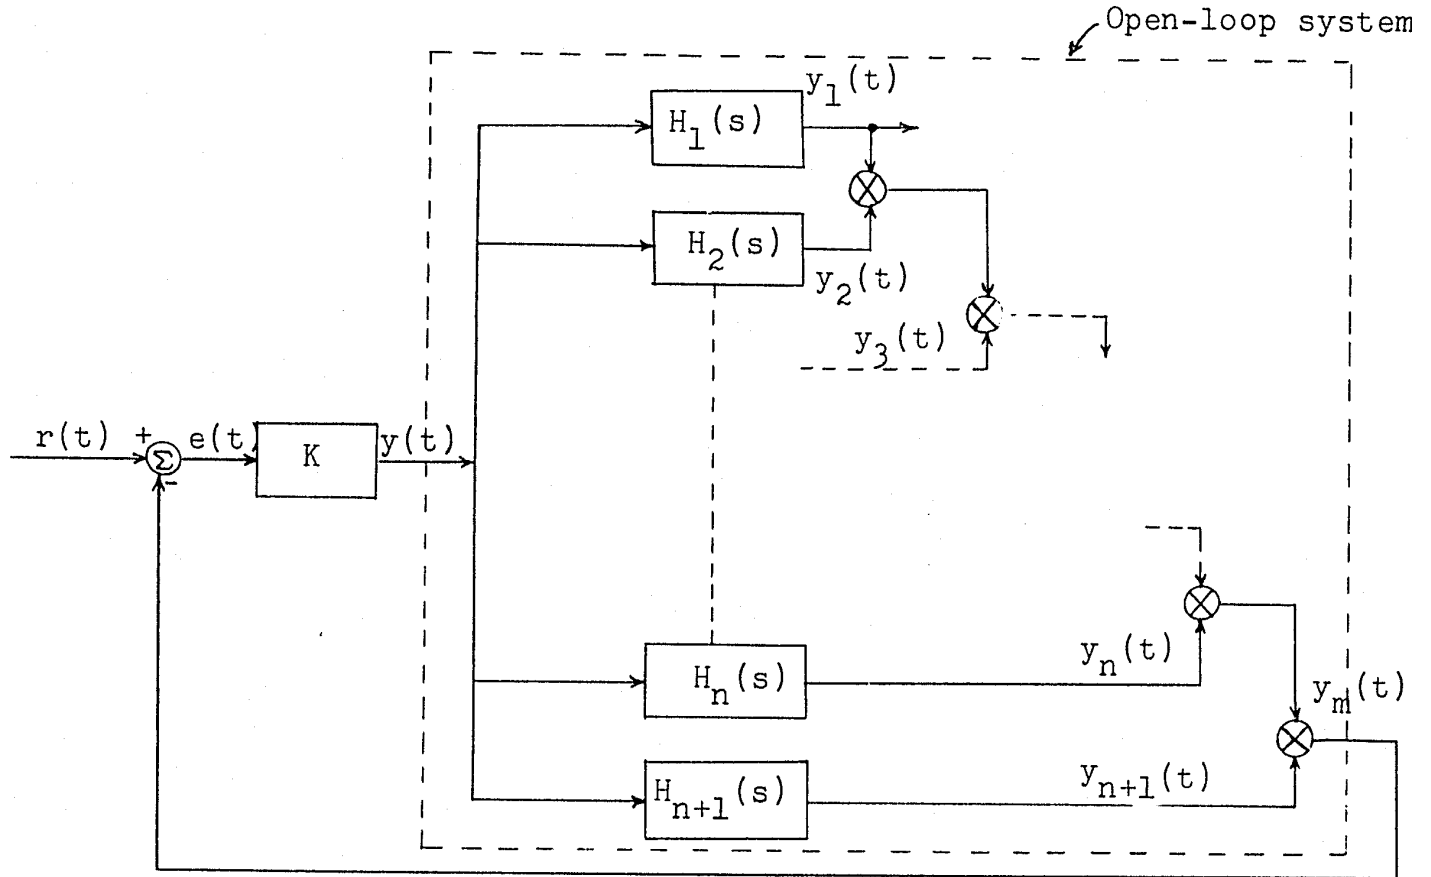 Open-loop system
y1(t)
H1(s)
H2(s)
y2(t)
y3(t)
r(t) + e(t) K y(t)
Σ
-
Hn(s)
yn(t)
ym(t)
Hn+1(s)
yn+1(t)